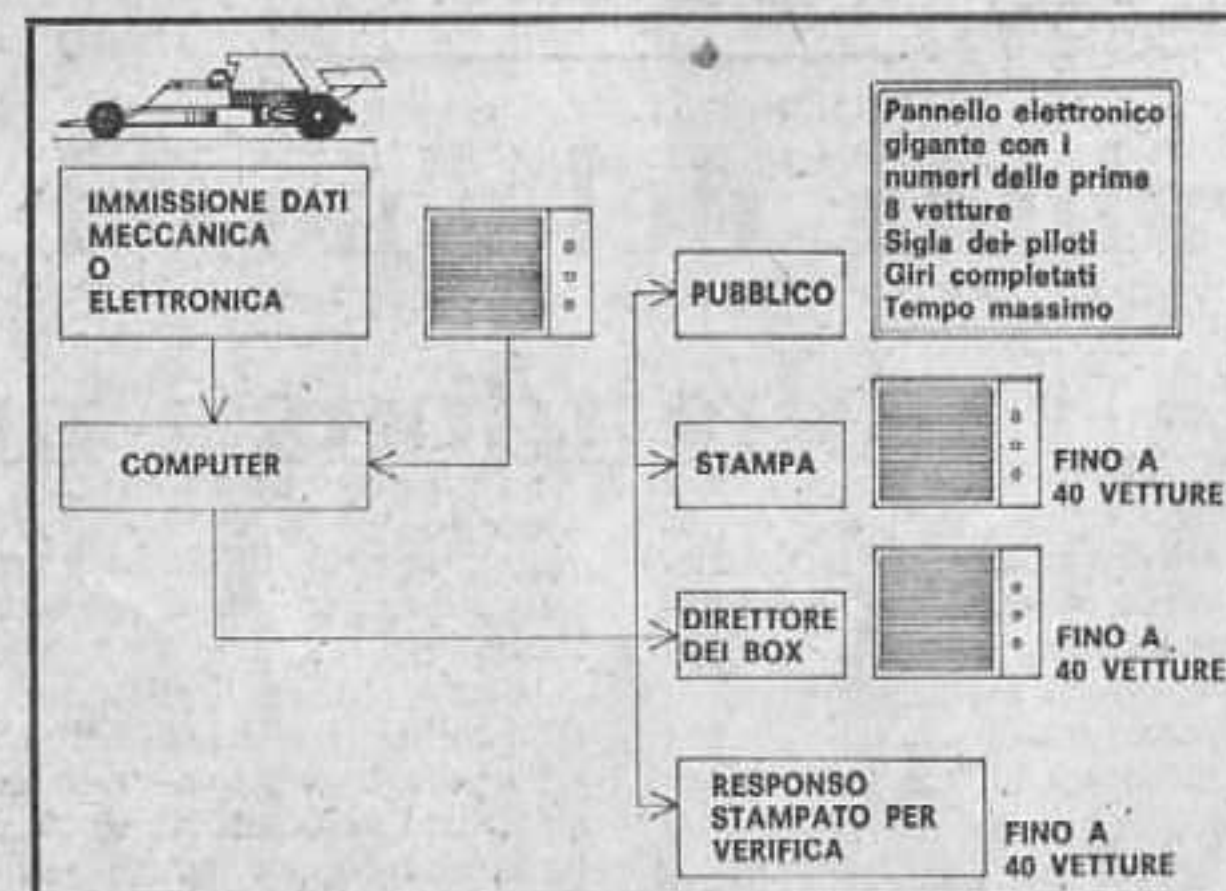 IMMISSIONE DATI
MECCANICA
O
ELETTRONICA
COMPUTER
PUBBLICO
Pannello elettronico
gigante con i
numeri delle prime
8 vetture
Sigla dei piloti
Giri completati
Tempo massimo
STAMPA
FINO A
40 VETTURE
DIRETTORE
DEI BOX
FINO A
40 VETTURE
RESPONSO
STAMPATO PER
VERIFICA
FINO A
40 VETTURE